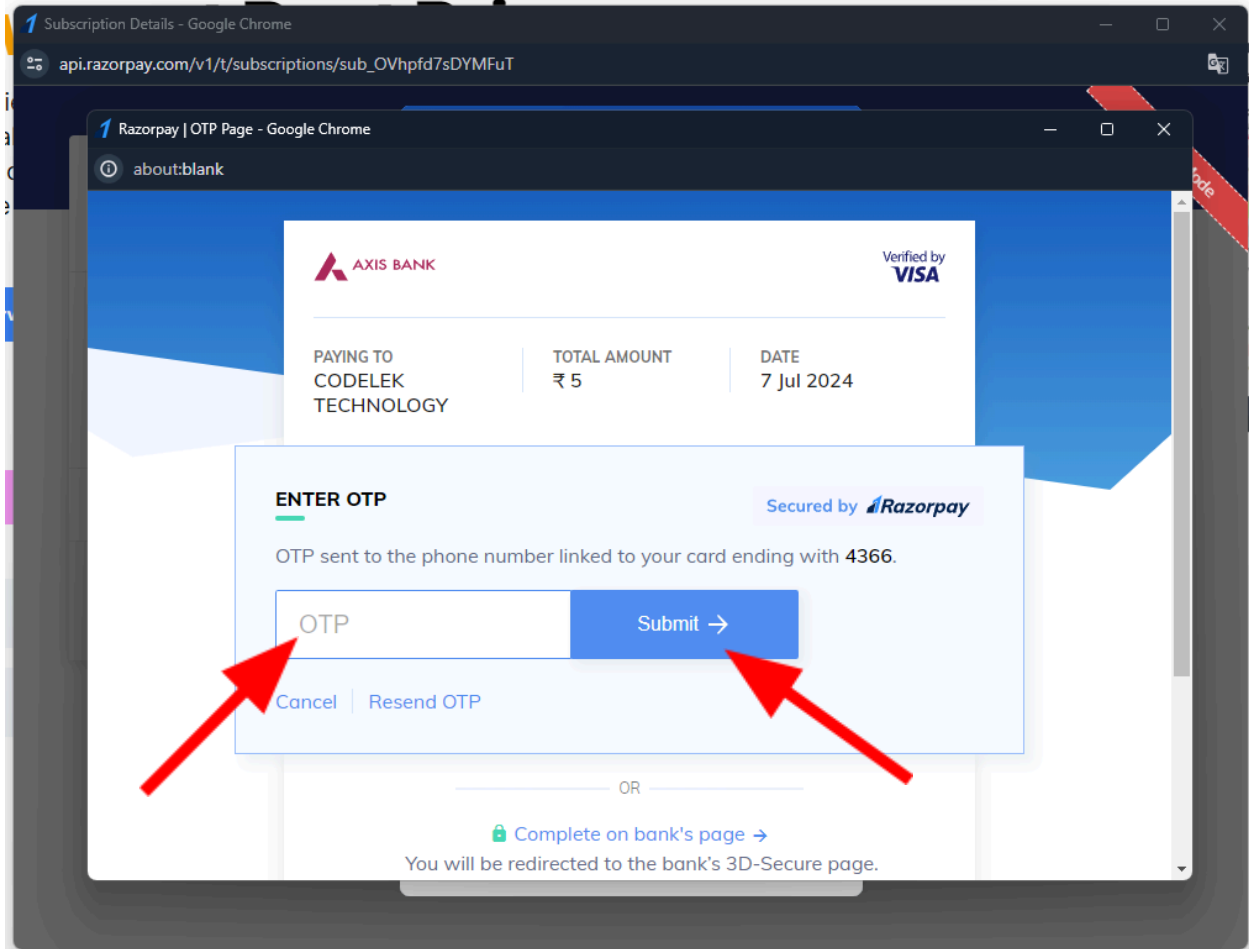 Subscription Details - Google Chrome
api.razorpay.com/v1/t/subscriptions/sub_OVhpfd7sDYMFuT
Razorpay | OTP Page - Google Chrome
about:blank
AXIS BANK
Verified by
VISA
PAYING TO
CODELEK
TECHNOLOGY
TOTAL AMOUNT
₹ 5
DATE
7 Jul 2024
ENTER OTP
Secured by Razorpay
OTP sent to the phone number linked to your card ending with 4366.
OTP
Submit →
Cancel
Resend OTP
OR
Complete on bank's page →
You will be redirected to the bank's 3D-Secure page.